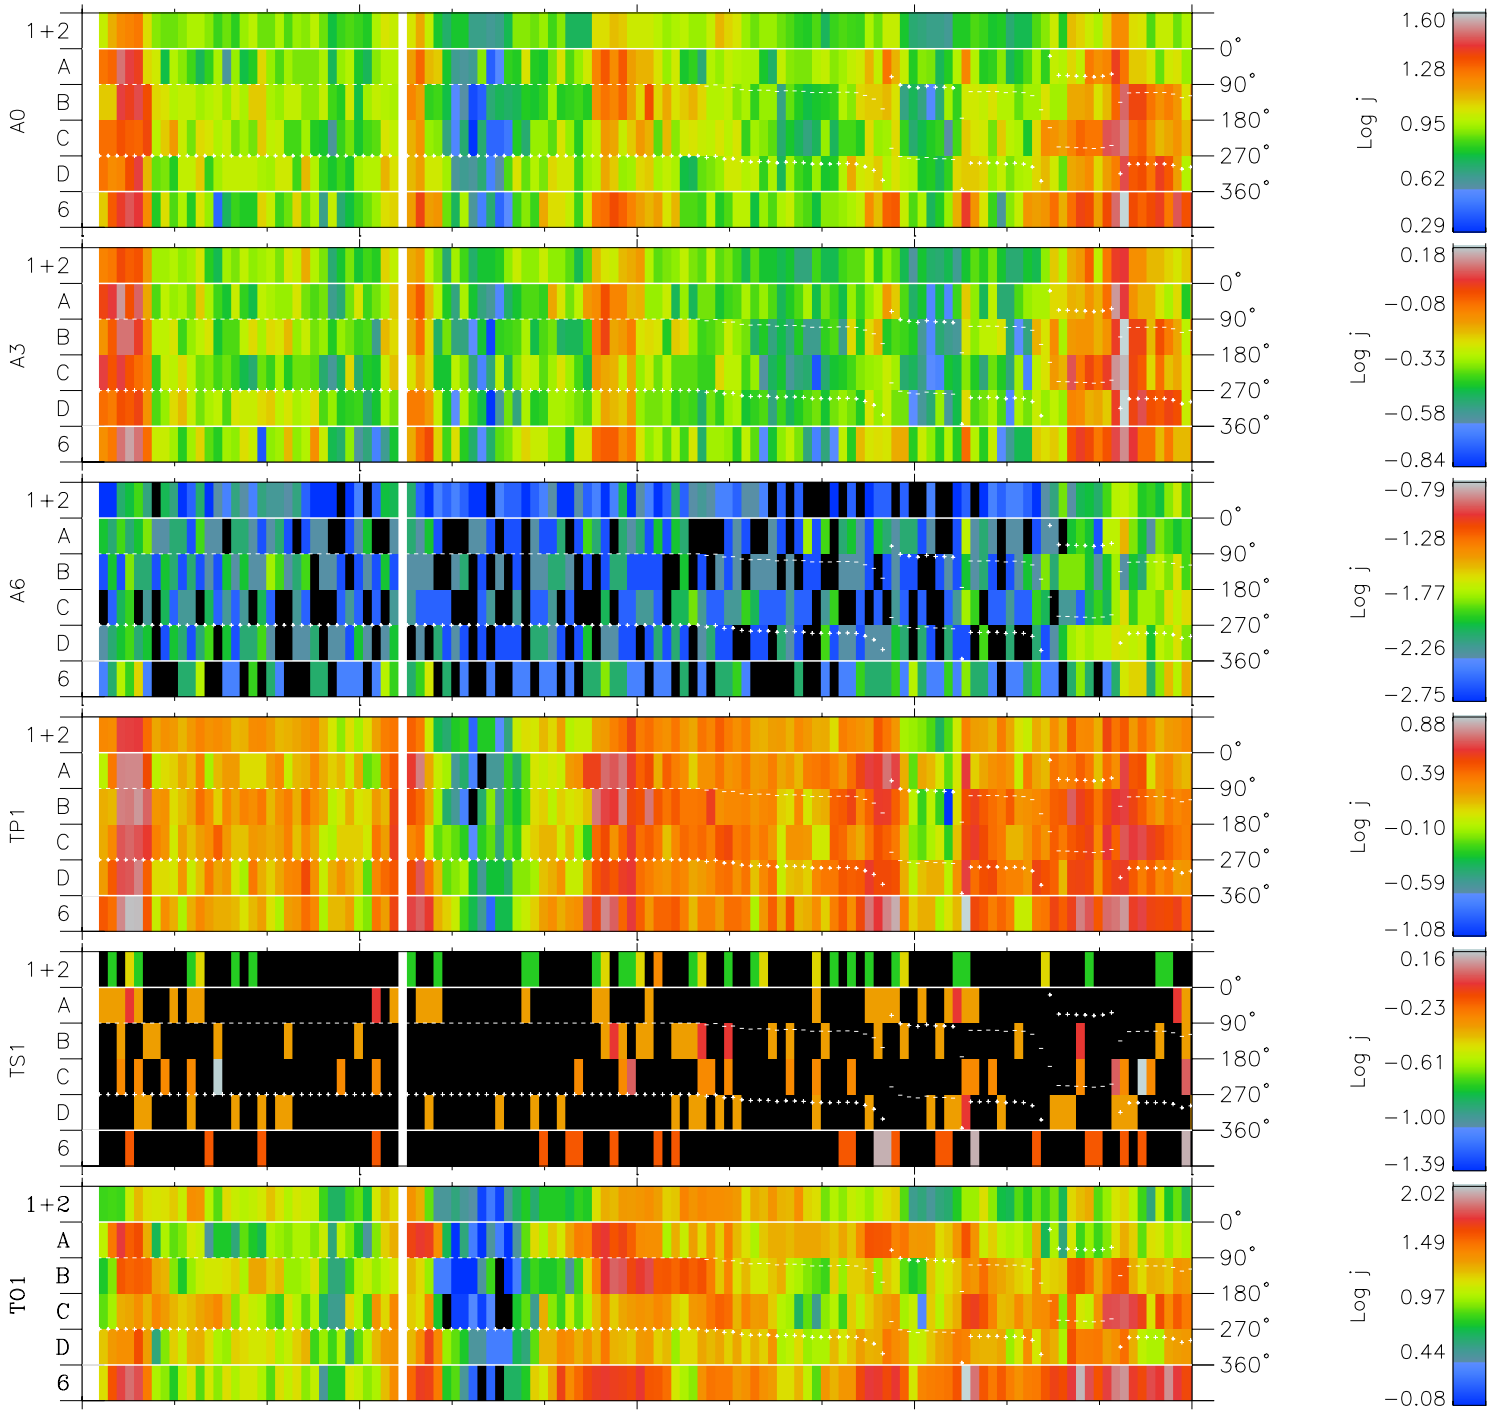 1+2
A
B
C
D
6
A0
0°
90°
180°
270°
360°
1.60
1.28
0.95
0.62
0.29
Log j
1+2
A
B
C
D
6
A3
0°
90°
180°
270°
360°
0.18
−0.08
−0.33
−0.58
−0.84
Log j
1+2
A
B
C
D
6
A6
0°
90°
180°
270°
360°
−0.79
−1.28
−1.77
−2.26
−2.75
Log j
1+2
A
B
C
D
6
TP1
0°
90°
180°
270°
360°
0.88
0.39
−0.10
−0.59
−1.08
Log j
1+2
A
B
C
D
6
TS1
0°
90°
180°
270°
360°
0.16
−0.23
−0.61
−1.00
−1.39
Log j
1+2
A
B
C
D
6
TO1
0°
90°
180°
270°
360°
2.02
1.49
0.97
0.44
−0.08
Log j